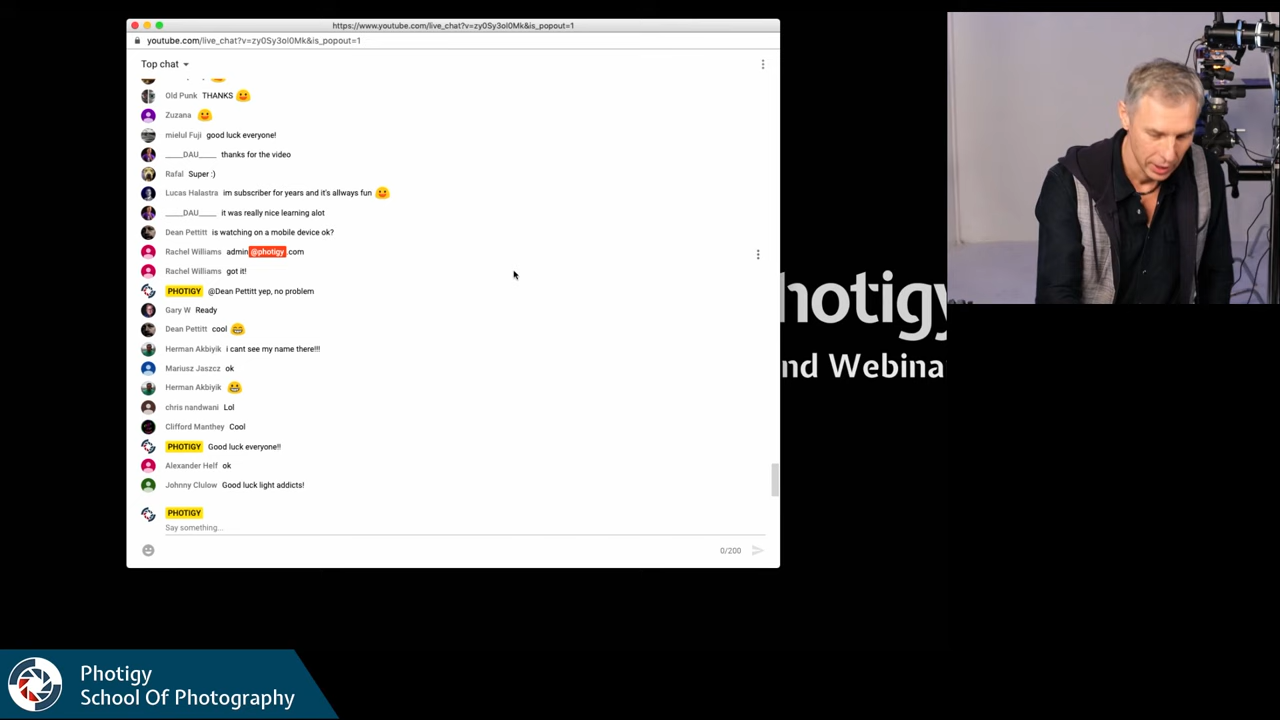 https://www.youtube.com/live_chat?v=zy0Sy3ol0Mk&is_popout=1
youtube.com/live_chat?v=zy0Sy3ol0Mk&is_popout=1
Top chat
Old Punk THANKS
Zuzana
mielul Fuji good luck everyone!
_____DAU_____ thanks for the video
Rafal Super :)
Lucas Halastra im subscriber for years and it's allways fun
_____DAU_____ it was really nice learning alot
Dean Pettitt is watching on a mobile device ok?
Rachel Williams admin@photigy.com
Rachel Williams got it!
PHOTIGY @Dean Pettitt yep, no problem
Gary W Ready
Dean Pettitt cool
Herman Akbiyik i cant see my name there!!!
Mariusz Jaszcz ok
Herman Akbiyik
chris nandwani Lol
Clifford Manthey Cool
PHOTIGY Good luck everyone!!
Alexander Helf ok
Johnny Clulow Good luck light addicts!
PHOTIGY
Say something...
0/200
hotigy
nd Webina
Photigy
School Of Photography